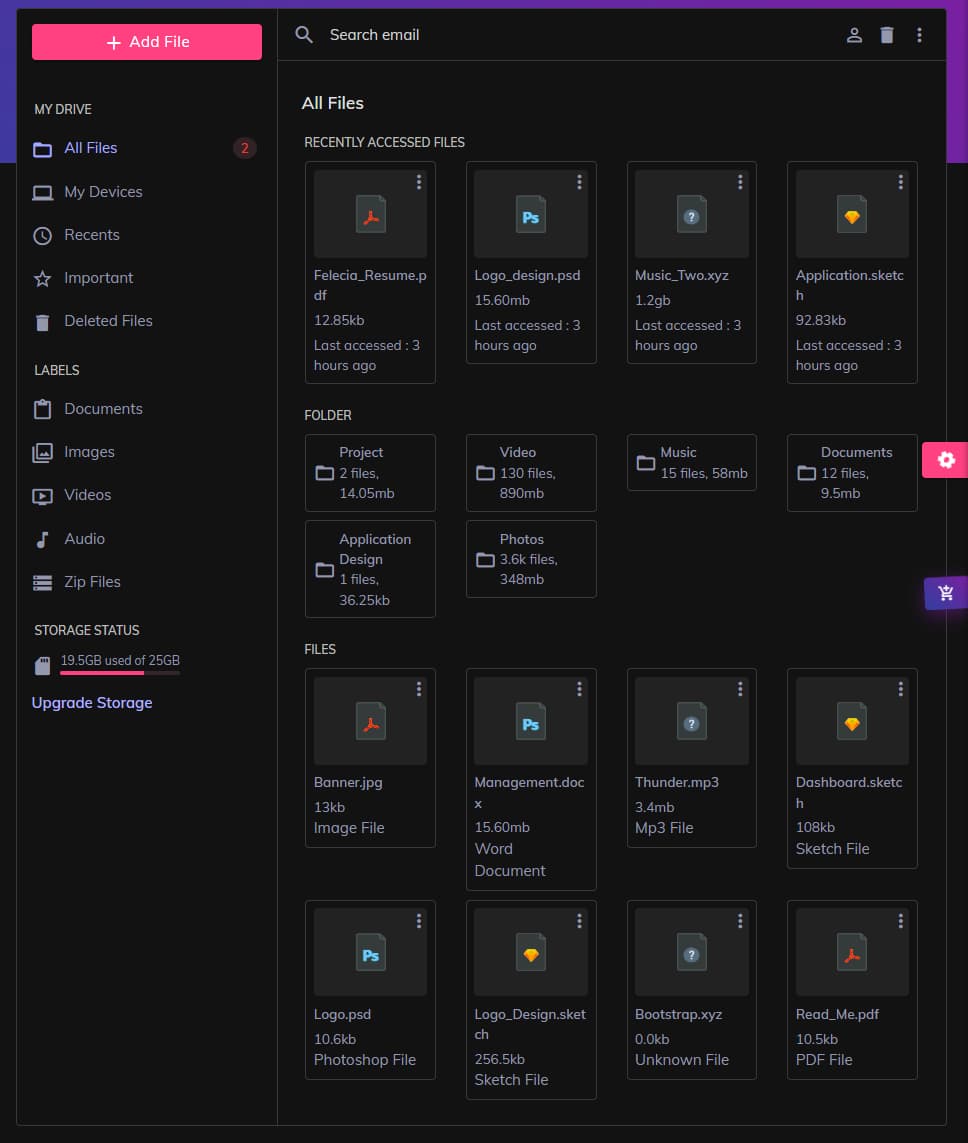 Add File
Search email
MY DRIVE
All Files
2
My Devices
Recents
Important
Deleted Files
LABELS
Documents
Images
Videos
Audio
Zip Files
STORAGE STATUS
19.5GB used of 25GB
Upgrade Storage
All Files
RECENTLY ACCESSED FILES
Felecia_Resume.p
df
12.85kb
Last accessed : 3
hours ago
Ps
Logo_design.psd
15.60mb
Last accessed : 3
hours ago
?
Music_Two.xyz
1.2gb
Last accessed : 3
hours ago
Application.sketc
h
92.83kb
Last accessed : 3
hours ago
FOLDER
Project
2 files,
14.05mb
Video
130 files,
890mb
Music
15 files, 58mb
Documents
12 files,
9.5mb
Application
Design
1 files,
36.25kb
Photos
3.6k files,
348mb
FILES
Banner.jpg
13kb
Image File
Ps
Management.doc
x
15.60mb
Word
Document
?
Thunder.mp3
3.4mb
Mp3 File
Dashboard.sketc
h
108kb
Sketch File
Ps
Logo.psd
10.6kb
Photoshop File
Logo_Design.sket
ch
256.5kb
Sketch File
?
Bootstrap.xyz
0.0kb
Unknown File
Read_Me.pdf
10.5kb
PDF File